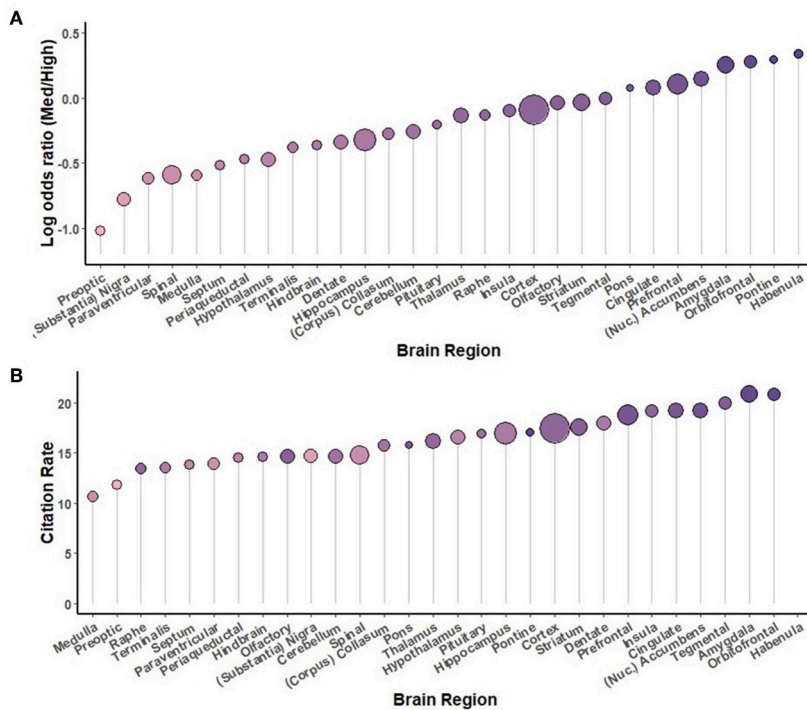 A
Log odds ratio (Med/High)
0.5
0.0
-0.5
-1.0
Preoptic
(Substantia) Nigra
Paraventricular
Spinal
Medulla
Septum
Periaqueductal
Hypothalamus
Terminalis
Hindbrain
Dentate
Hippocampus
(Corpus) Collasum
Cerebellum
Pituitary
Thalamus
Raphe
Insula
Cortex
Olfactory
Striatum
Tegmental
Pons
Cingulate
Prefrontal
(Nuc.) Accumbens
Amygdala
Orbitofrontal
Pontine
Habenula
Brain Region
B
Citation Rate
20
15
10
5
0
Medulla
Preoptic
Raphe
Terminalis
Septum
Paraventricular
Periaqueductal
Hindbrain
Olfactory
(Substantia) Nigra
Cerebellum
Spinal
(Corpus) Collasum
Pons
Thalamus
Hypothalamus
Pituitary
Hippocampus
Pontine
Cortex
Striatum
Dentate
Prefrontal
Insula
Cingulate
(Nuc.) Accumbens
Tegmental
Amygdala
Orbitofrontal
Habenula
Brain Region